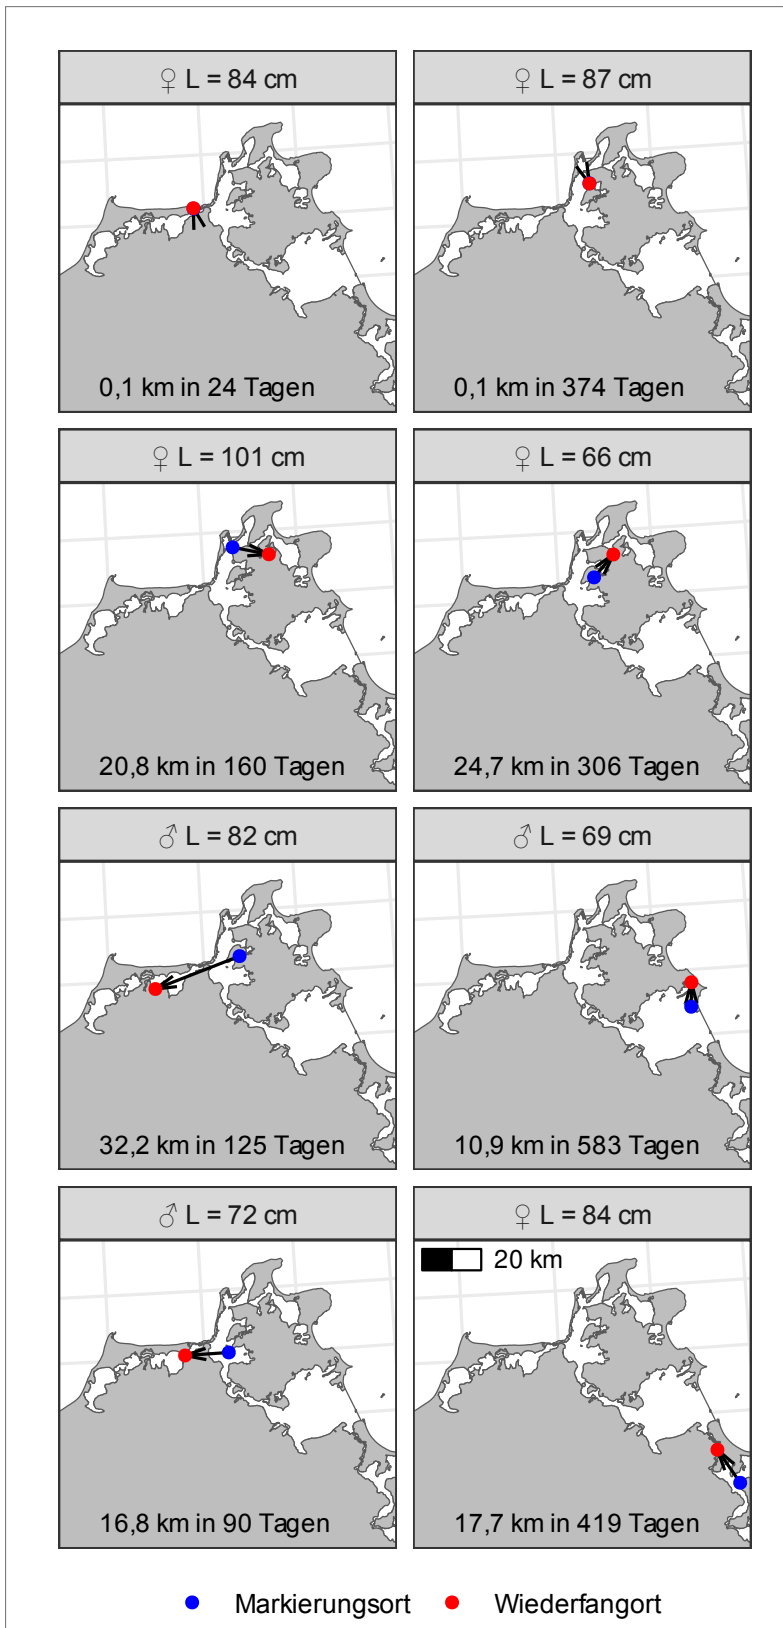 ♀ L = 84 cm
♀ L = 87 cm
0,1 km in 24 Tagen
0,1 km in 374 Tagen
♀ L = 101 cm
♀ L = 66 cm
20,8 km in 160 Tagen
24,7 km in 306 Tagen
♂ L = 82 cm
♂ L = 69 cm
32,2 km in 125 Tagen
10,9 km in 583 Tagen
♂ L = 72 cm
♀ L = 84 cm
20 km
16,8 km in 90 Tagen
17,7 km in 419 Tagen
Markierungsort
Wiederfangort